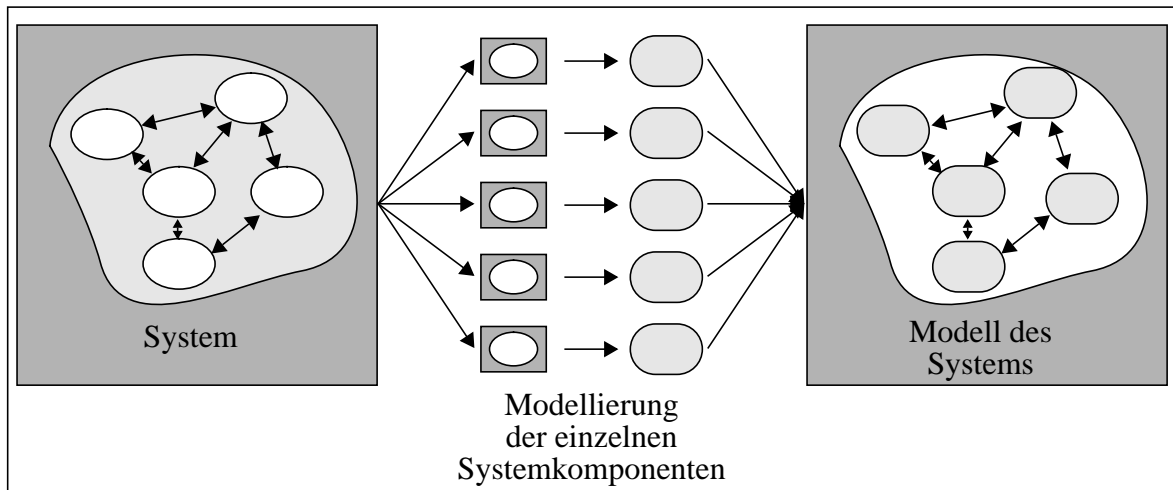 System
Modellierung
der einzelnen
Systemkomponenten
Modell des
Systems